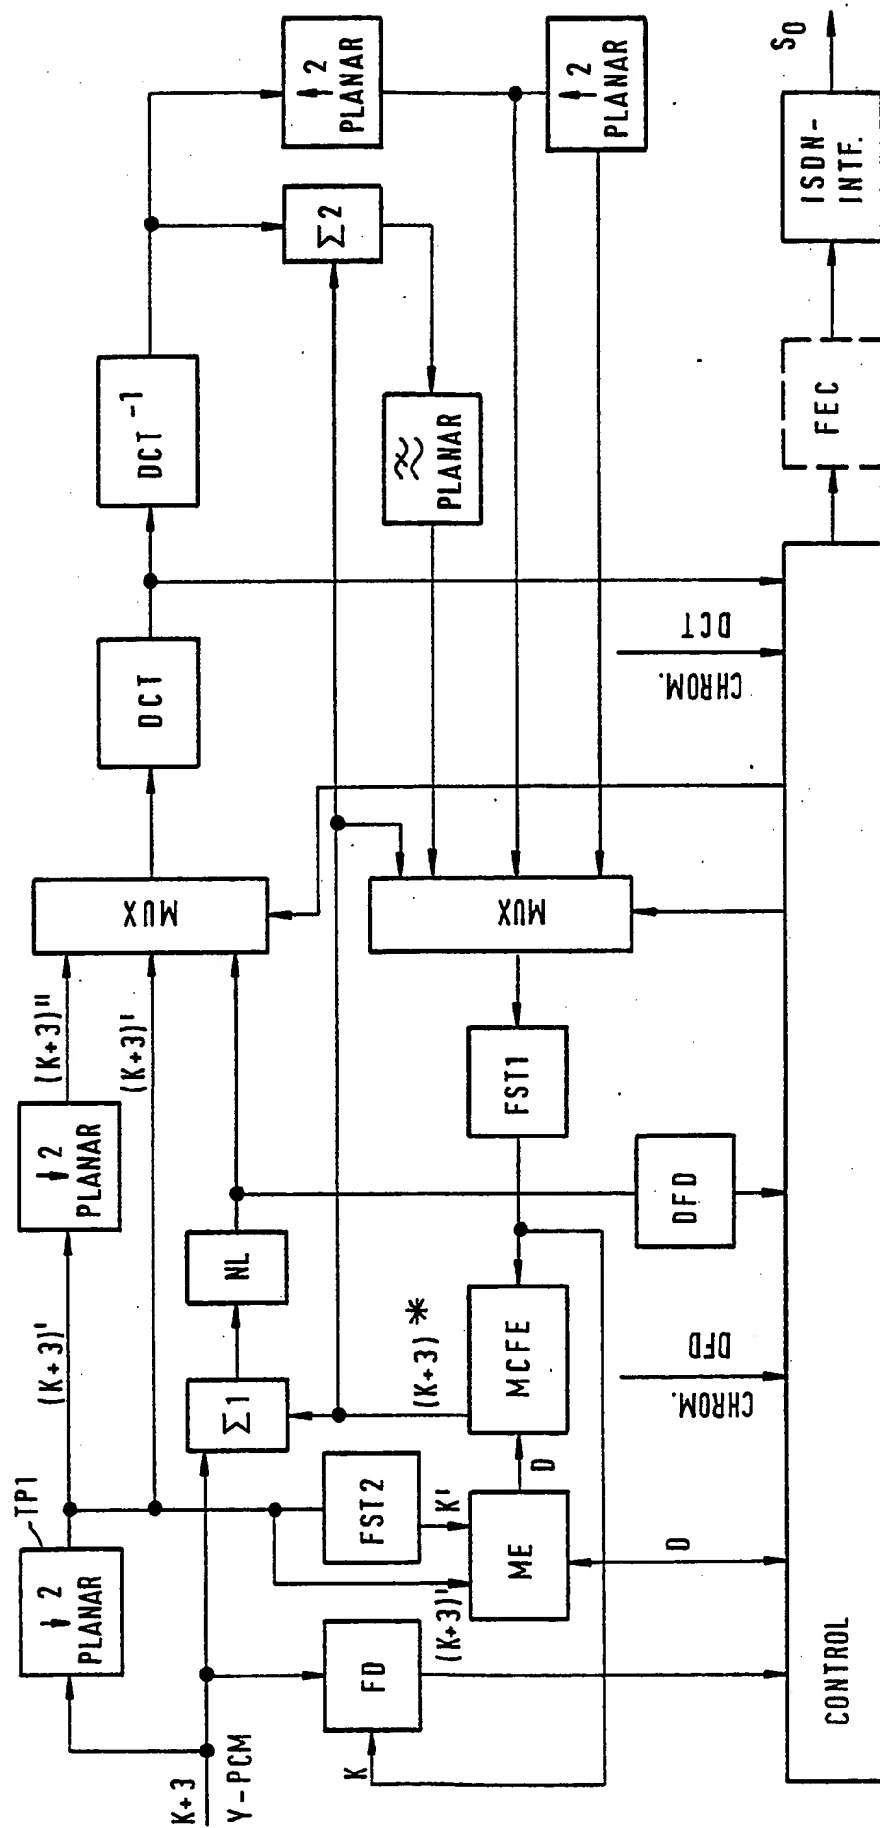 K+3
Y-PCM
↓2
PLANAR
TP1
(K+3)'
↓2
PLANAR
(K+3)"
(K+3)'
MUX
DCT
DCT⁻¹
↑2
PLANAR
Σ1
NL
Σ2
FD
K
FST2
K'
(K+3)'
ME
D
MCFE
(K+3)*
FST1
MUX
PLANAR
↑2
PLANAR
D
CHROM.
DFD
DFD
CHROM.
DCT
CONTROL
FEC
ISDN-
INTF.
S₀